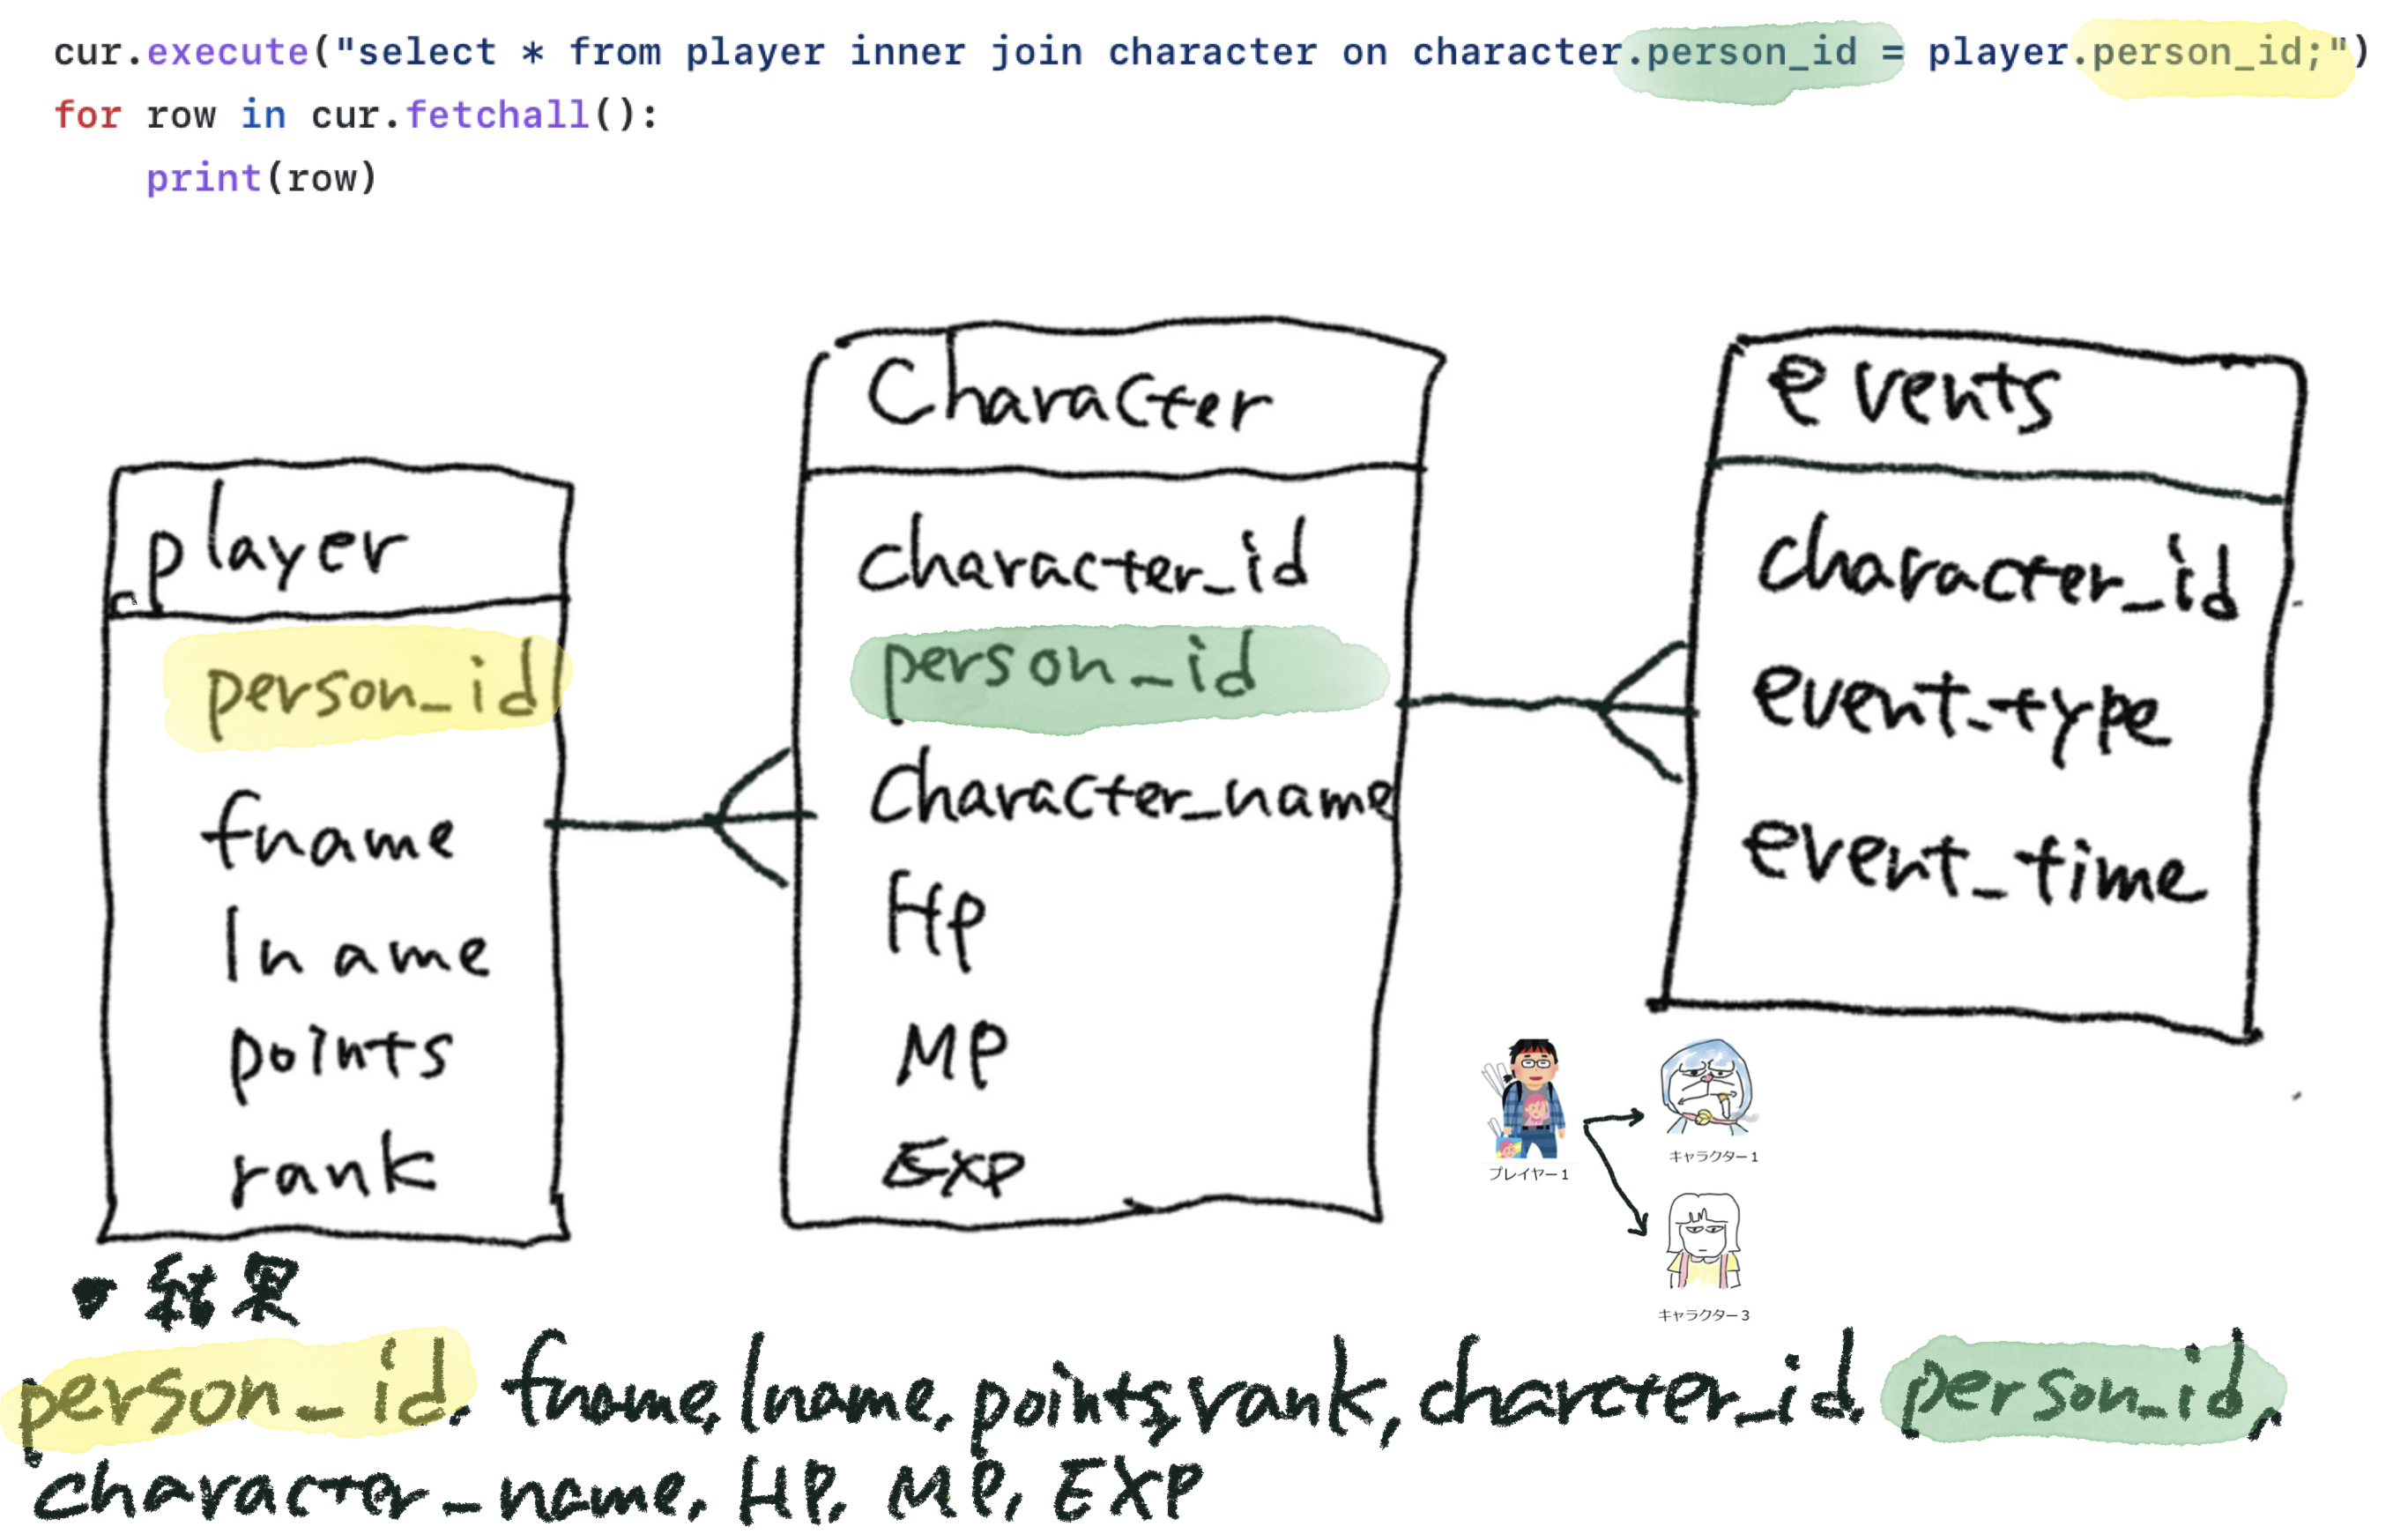 cur.execute("select * from player inner join character on character.person_id = player.person_id;")
for row in cur.fetchall():
print(row)
player
person_id
fname
lname
points
rank
Character
character_id
person_id
Character_name
HP
MP
EXP
events
character_id
event_type
event_time
プレイヤー1
キャラクター1
キャラクター3
・結果
person_id, fname, lname, points, rank, charcter_id, person_id,
character_name, HP, MP, EXP